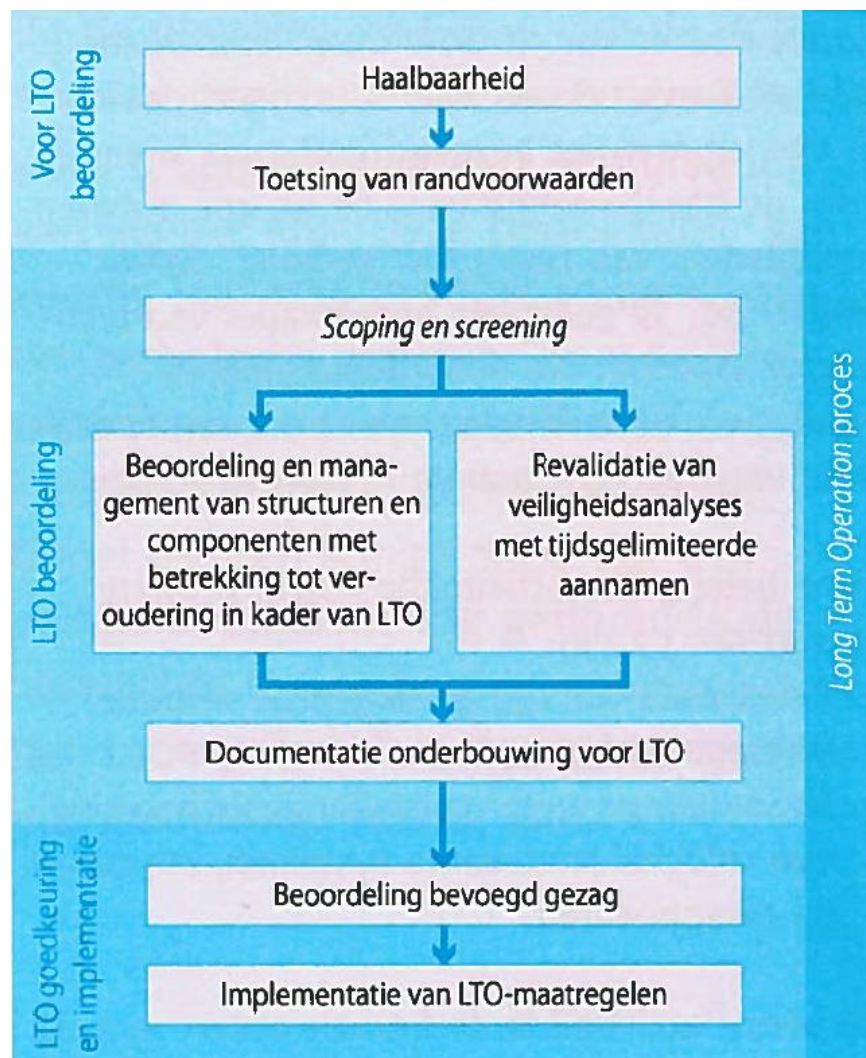 Voor LTO
beoordeling
Haalbaarheid
Toetsing van randvoorwaarden
LTO beoordeling
Scoping en screening
Beoordeling en mana-
gement van structuren en
componenten met
betrekking tot ver-
oudering in kader van LTO
Revalidatie van
veiligheidsanalyses
met tijdsgelimiteerde
aannamen
Documentatie onderbouwing voor LTO
LTO goedkeuring
en implementatie
Beoordeling bevoegd gezag
Implementatie van LTO-maatregelen
Long Term Operation proces